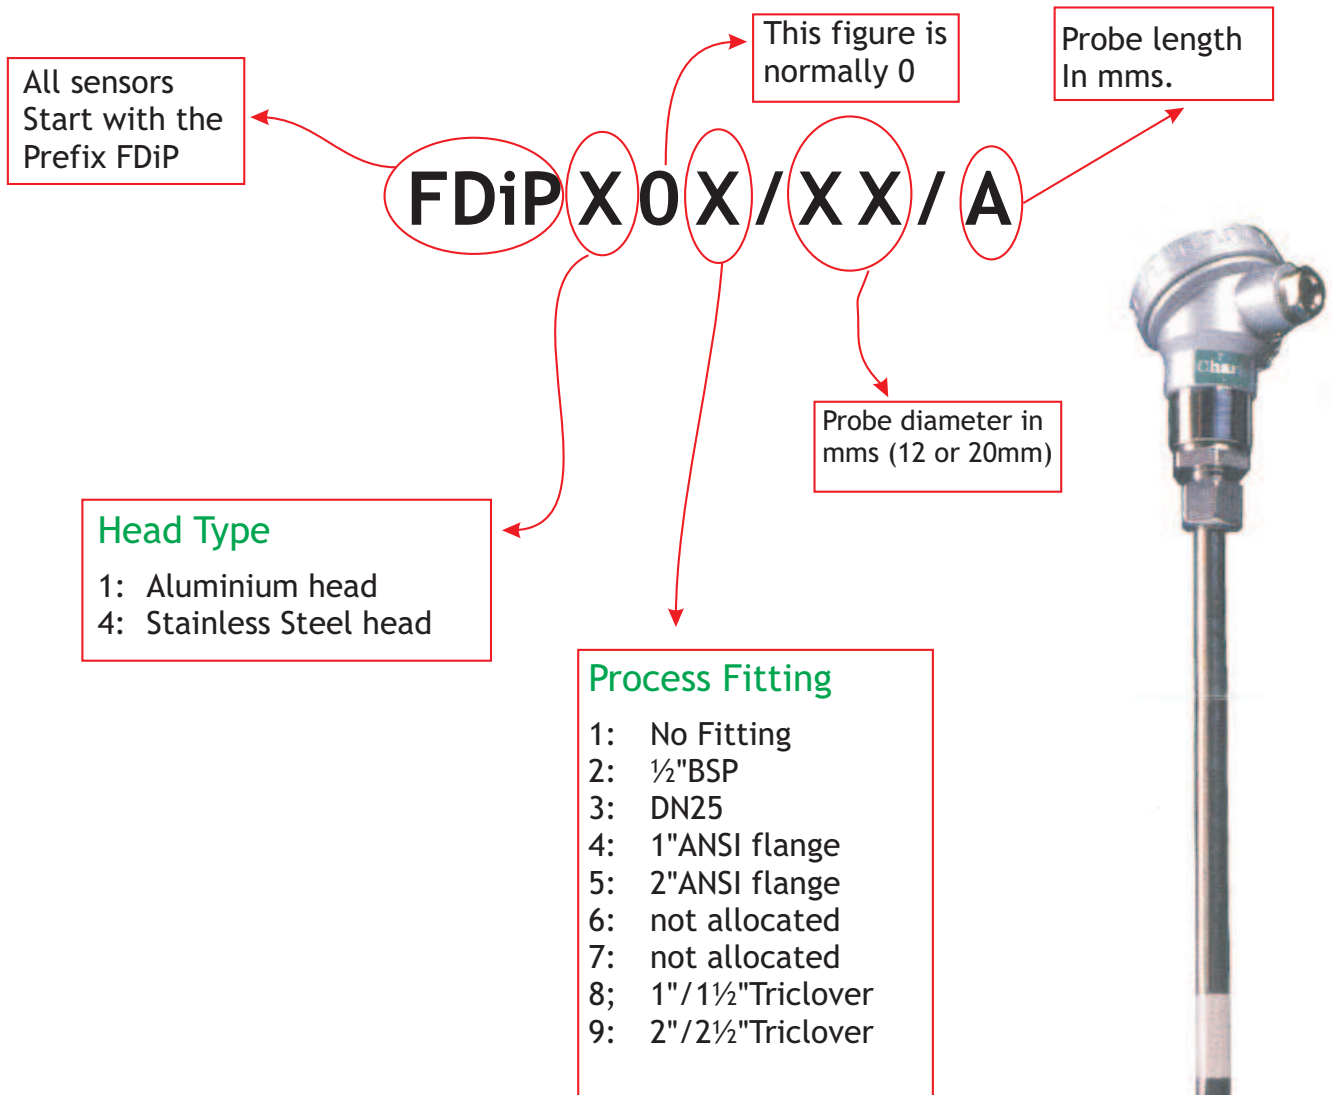 This figure is
normally 0
Probe length
In mms.
All sensors
Start with the
Prefix FDiP
FDiP X 0 X / X X / A
Probe diameter in
mms (12 or 20mm)
Head Type
1: Aluminium head
4: Stainless Steel head
Process Fitting
1: No Fitting
2: ½"BSP
3: DN25
4: 1"ANSI flange
5: 2"ANSI flange
6: not allocated
7: not allocated
8; 1"/1½"Triclover
9: 2"/2½"Triclover